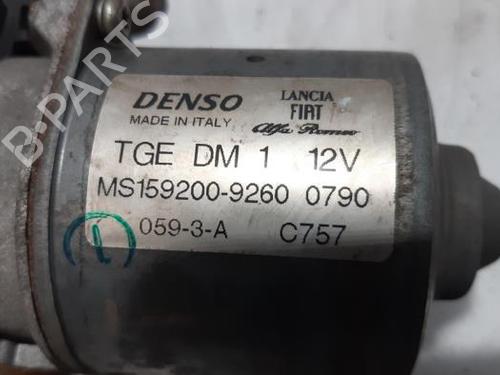 B-PARTS
DENSO
MADE IN ITALY
LANCIA
FIAT
Alfa Romeo
TGE DM 1 12V
MS159200-9260 0790
1
059-3-A C757